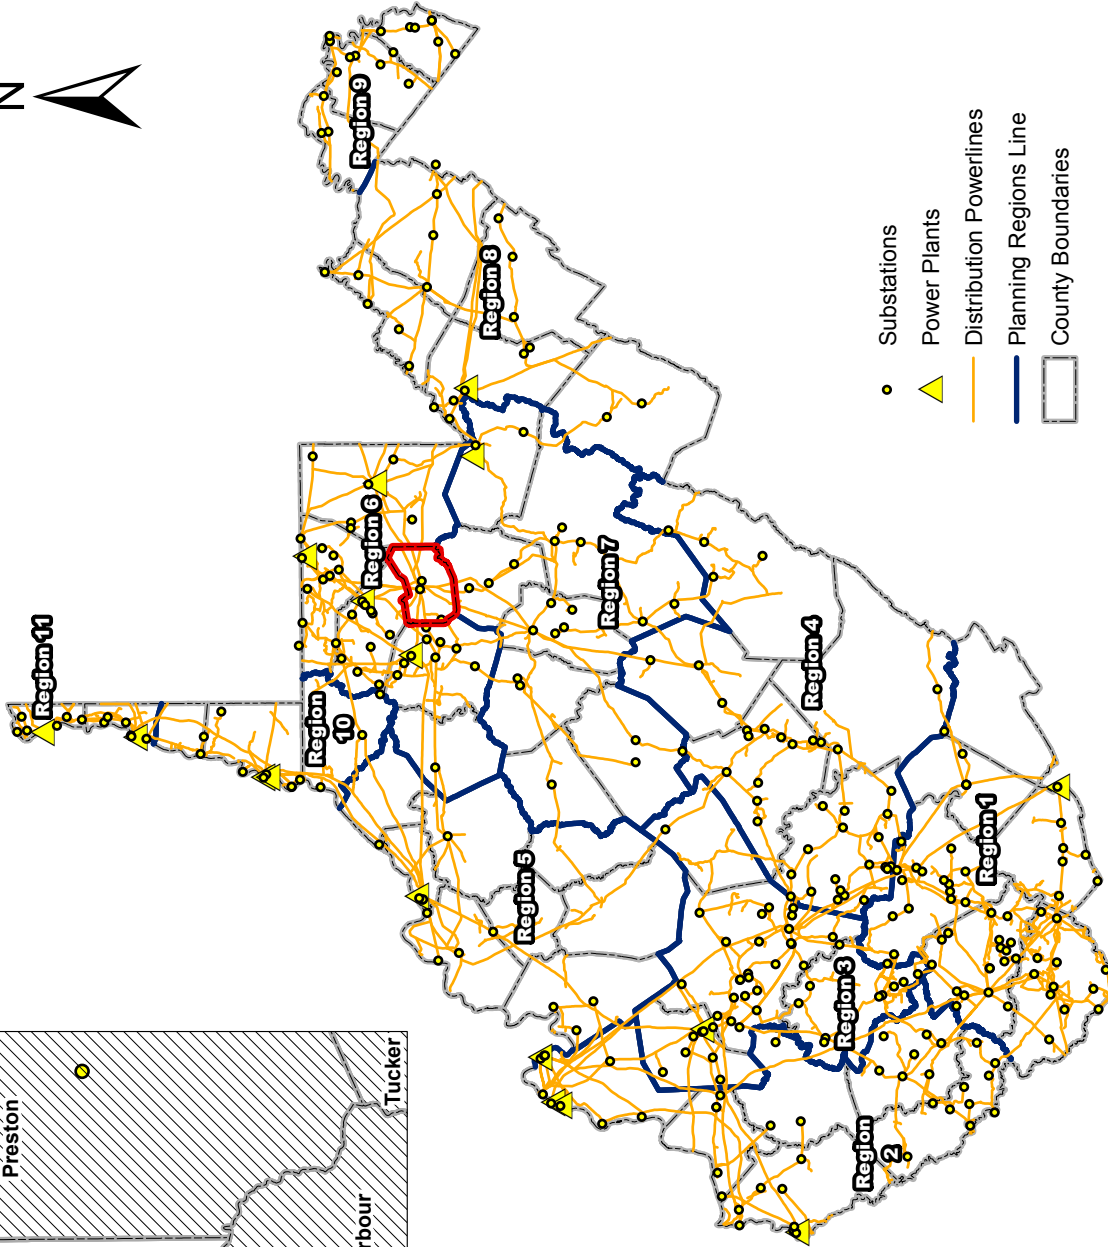 N
Region 11
Region 9
Region 8
Region 6
Region
10
Region 7
Region 4
Region 5
Region 3
Region 1
Region
2
Preston
Tucker
rbour
Substations
Power Plants
Distribution Powerlines
Planning Regions Line
County Boundaries